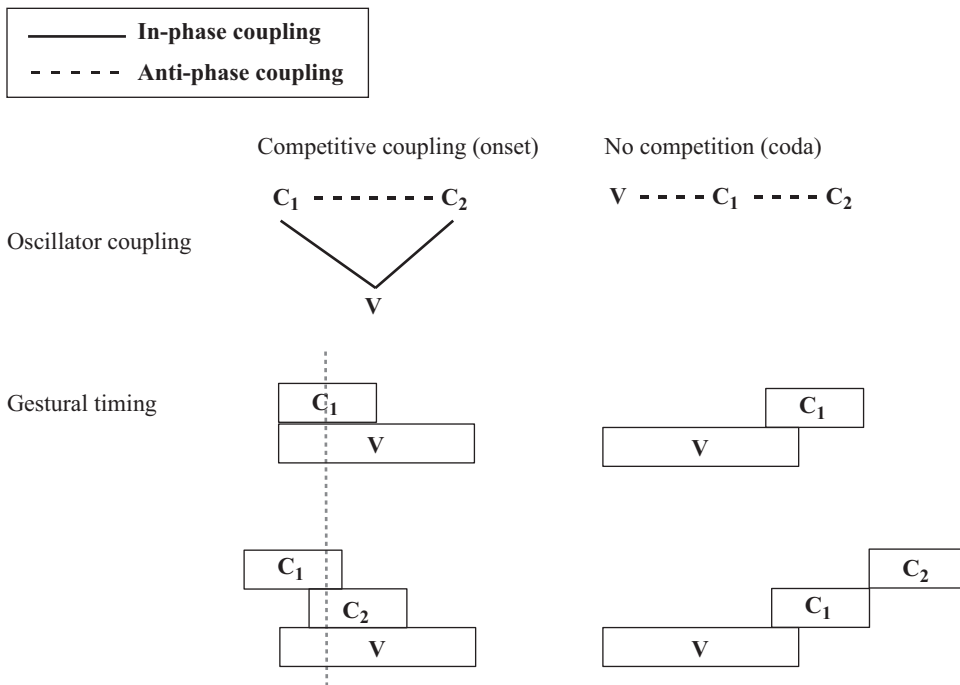 In-phase coupling
Anti-phase coupling
Competitive coupling (onset) No competition (coda)
C₁ C₂ V C₁ C₂
Oscillator coupling
V
Gestural timing
C₁ C₁
V V
C₁ C₂
C₂ C₁
V V